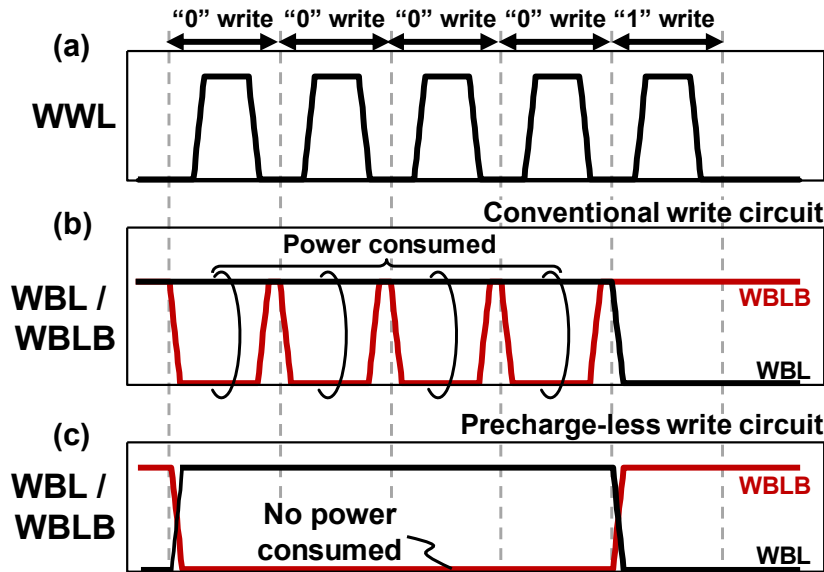 “0” write “0” write “0” write “0” write “1” write
(a)
WWL
(b)
Conventional write circuit
Power consumed
WBL /
WBLB
WBLB
WBL
(c)
Precharge-less write circuit
WBL /
WBLB
WBLB
No power
consumed
WBL